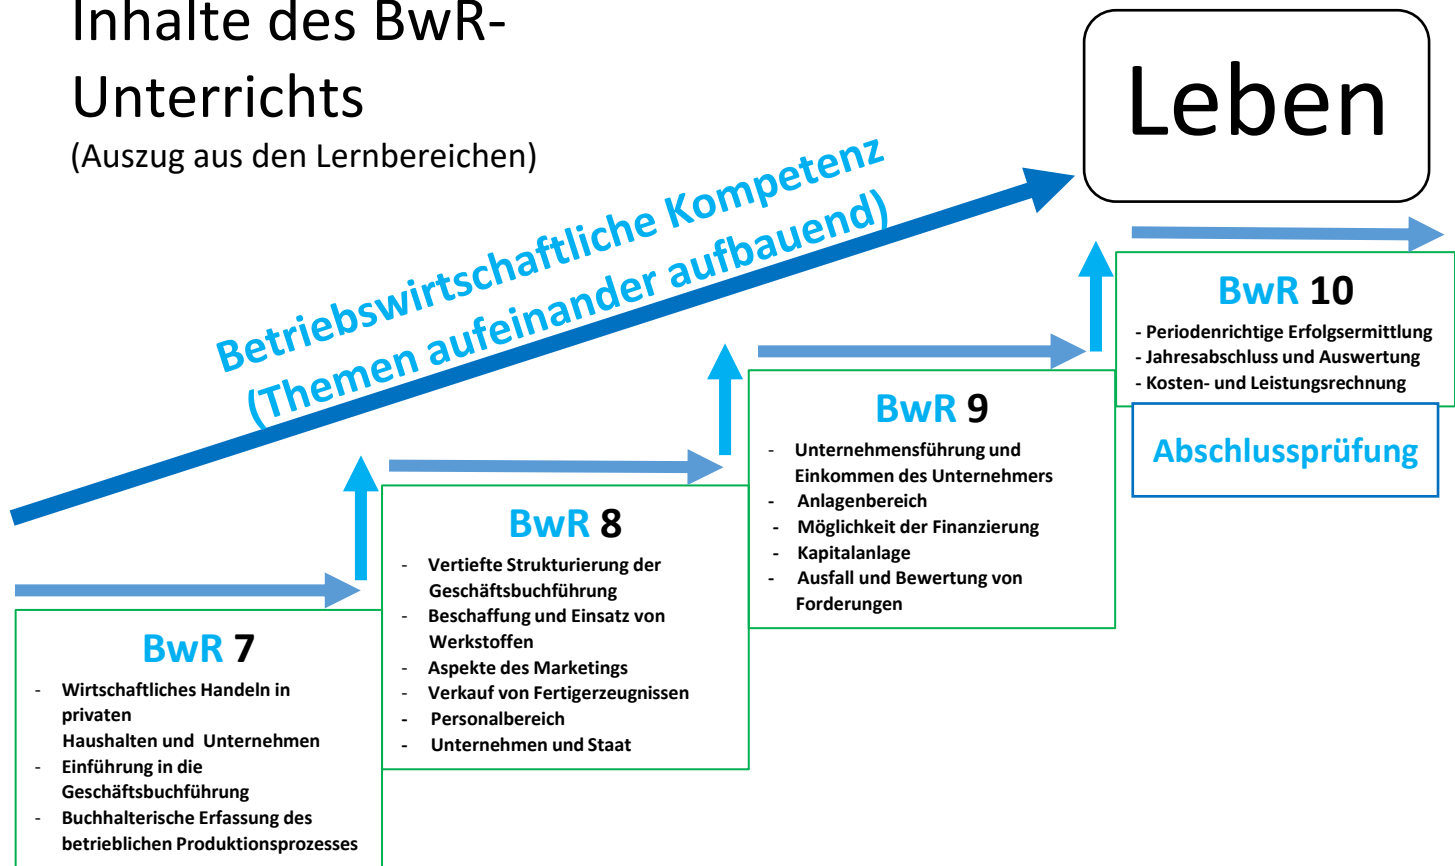 Inhalte des BwR-
Unterrichts
(Auszug aus den Lernbereichen)
Leben
Betriebswirtschaftliche Kompetenz
(Themen aufeinander aufbauend)
BwR 7
- Wirtschaftliches Handeln in
privaten
Haushalten und Unternehmen
- Einführung in die
Geschäftsbuchführung
- Buchhalterische Erfassung des
betrieblichen Produktionsprozesses
BwR 8
- Vertiefte Strukturierung der
Geschäftsbuchführung
- Beschaffung und Einsatz von
Werkstoffen
- Aspekte des Marketings
- Verkauf von Fertigerzeugnissen
- Personalbereich
- Unternehmen und Staat
BwR 9
- Unternehmensführung und
Einkommen des Unternehmers
- Anlagenbereich
- Möglichkeit der Finanzierung
- Kapitalanlage
- Ausfall und Bewertung von
Forderungen
BwR 10
- Periodenrichtige Erfolgsermittlung
- Jahresabschluss und Auswertung
- Kosten- und Leistungsrechnung
Abschlussprüfung